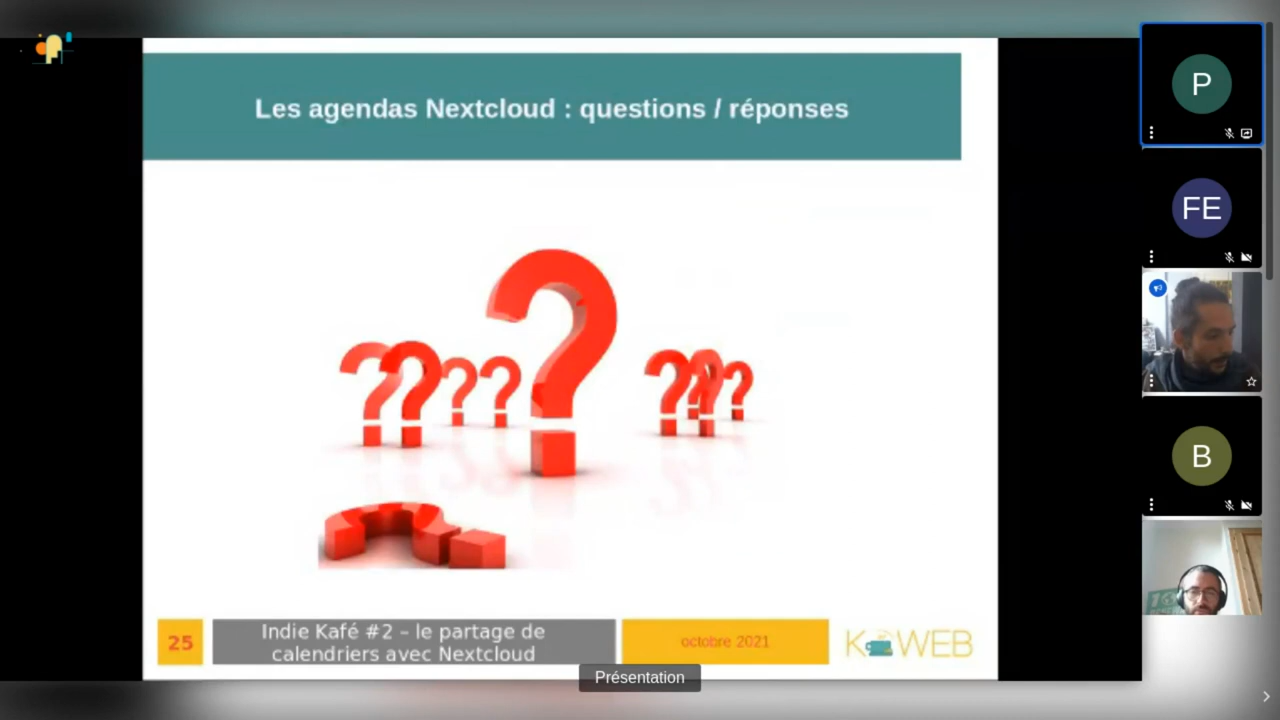 Les agendas Nextcloud : questions / réponses
25
Indie Kafé #2 – le partage de
calendriers avec Nextcloud
octobre 2021
K WEB
Présentation
P
FE
B